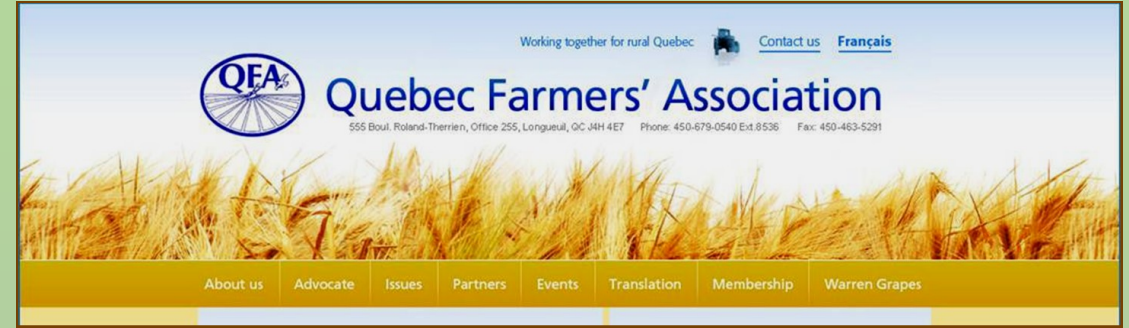 Working together for rural Quebec Contact us Français
QFA
Quebec Farmers' Association
555 Boul. Roland-Therrien, Office 255, Longueuil, QC J4H 4E7 Phone: 450-679-0540 Ext.8536 Fax: 450-463-5291
About us Advocate Issues Partners Events Translation Membership Warren Grapes